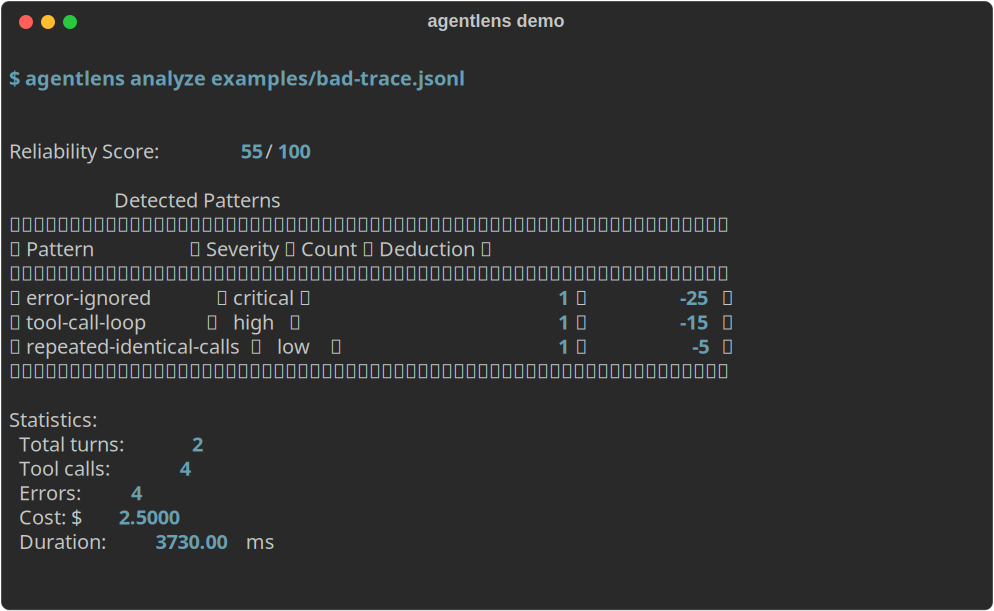 agentlens demo
$ agentlens analyze examples/bad-trace.jsonl
Reliability Score: 55/100
Detected Patterns
Pattern Severity Count Deduction
error-ignored critical 1 -25
tool-call-loop high 1 -15
repeated-identical-calls low 1 -5
Statistics:
Total turns: 2
Tool calls: 4
Errors: 4
Cost: $ 2.5000
Duration: 3730.00 ms